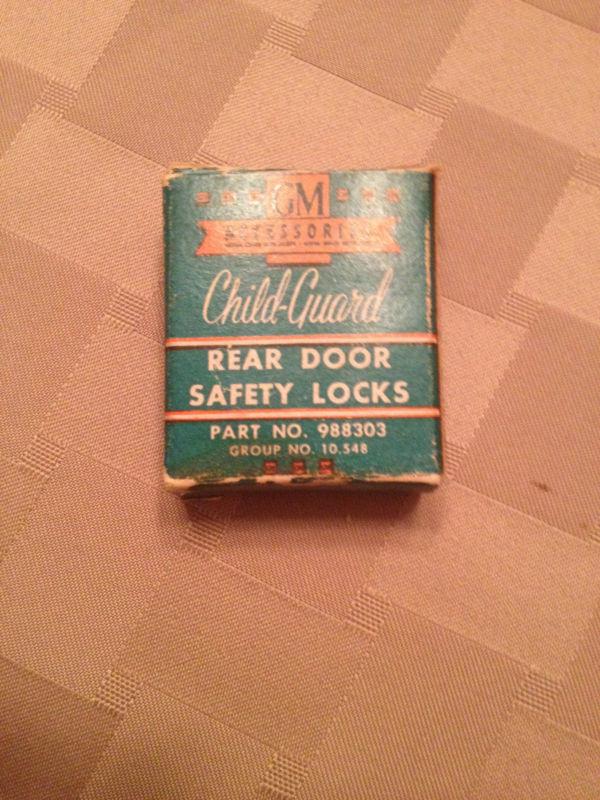 GM
ACCESSORIES
Child-Guard
REAR DOOR
SAFETY LOCKS
PART NO. 988303
GROUP NO. 10.548